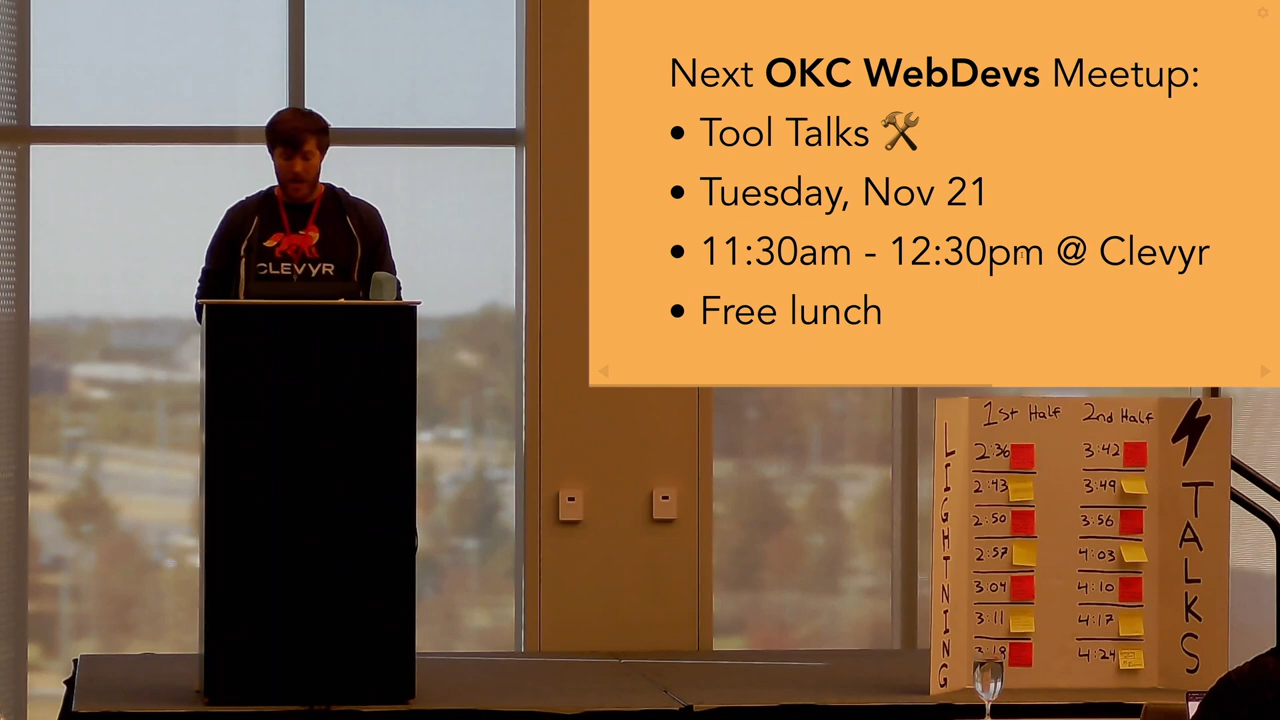 Next OKC WebDevs Meetup:
• Tool Talks 🛠
• Tuesday, Nov 21
• 11:30am - 12:30pm @ Clevyr
• Free lunch
CLEVYR
LIGHTNING
1st Half
2:36
2:43
2:50
2:57
3:04
3:11
3:18
2nd Half
3:42
3:49
3:56
4:03
4:10
4:17
4:24
TALKS